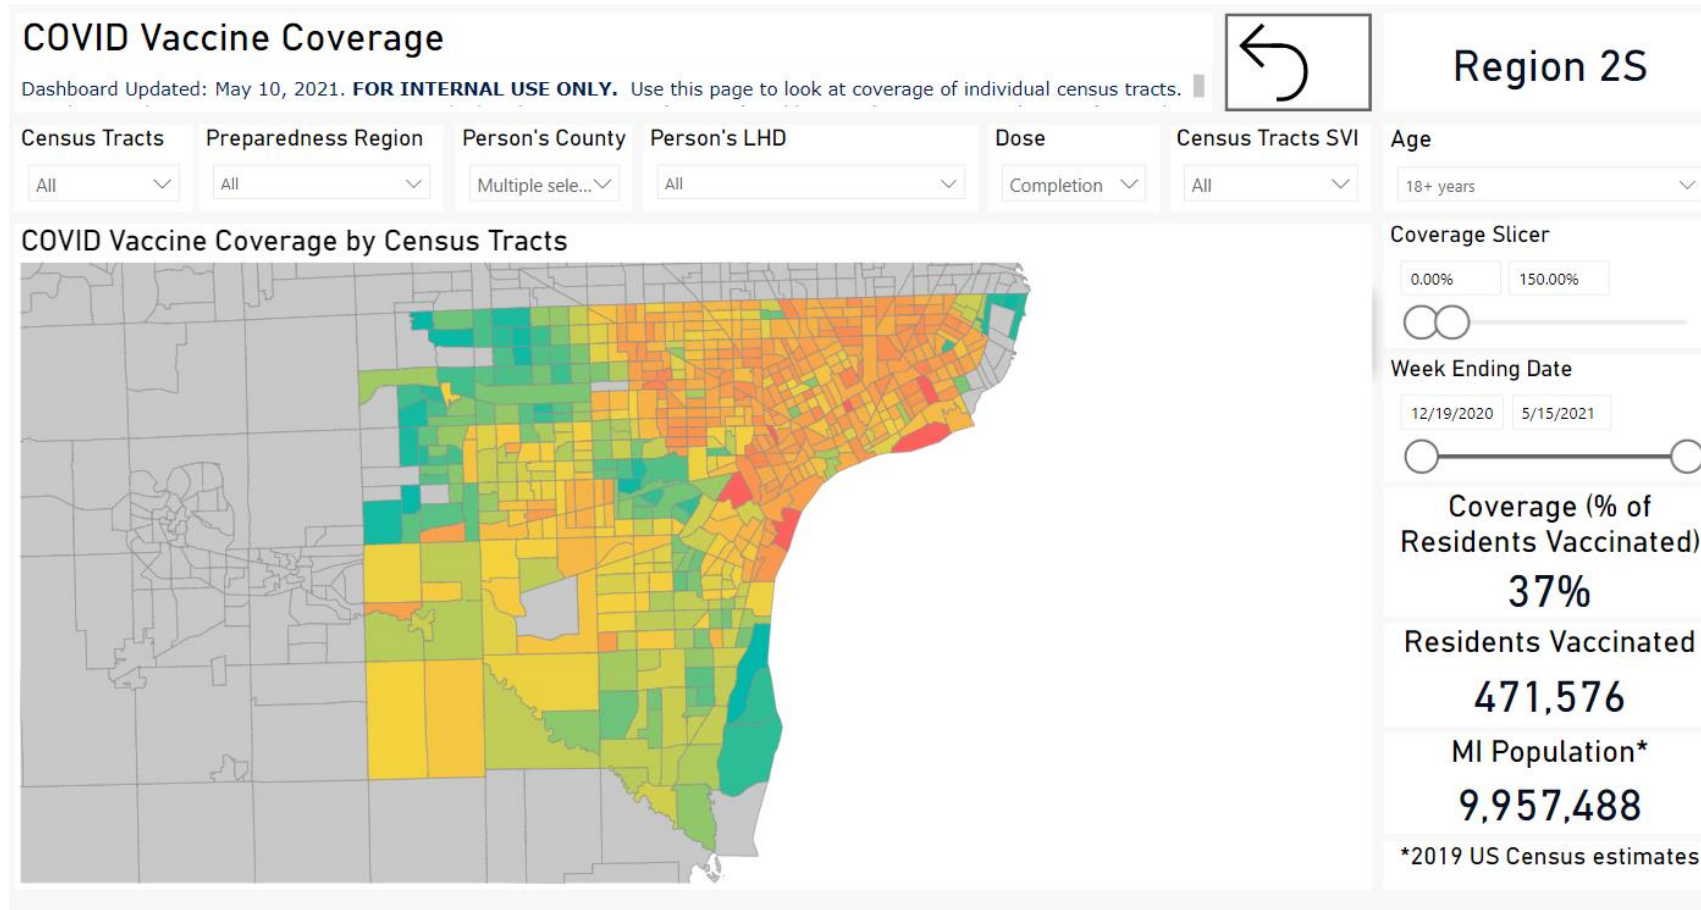 COVID Vaccine Coverage
Dashboard Updated: May 10, 2021. FOR INTERNAL USE ONLY. Use this page to look at coverage of individual census tracts.
Region 2S
Census Tracts
Preparedness Region
Person's County
Person's LHD
Dose
Census Tracts SVI
Age
All
All
Multiple sele...
All
Completion
All
18+ years
COVID Vaccine Coverage by Census Tracts
Coverage Slicer
0.00%
150.00%
Week Ending Date
12/19/2020
5/15/2021
Coverage (% of
Residents Vaccinated)
37%
Residents Vaccinated
471,576
MI Population*
9,957,488
*2019 US Census estimates